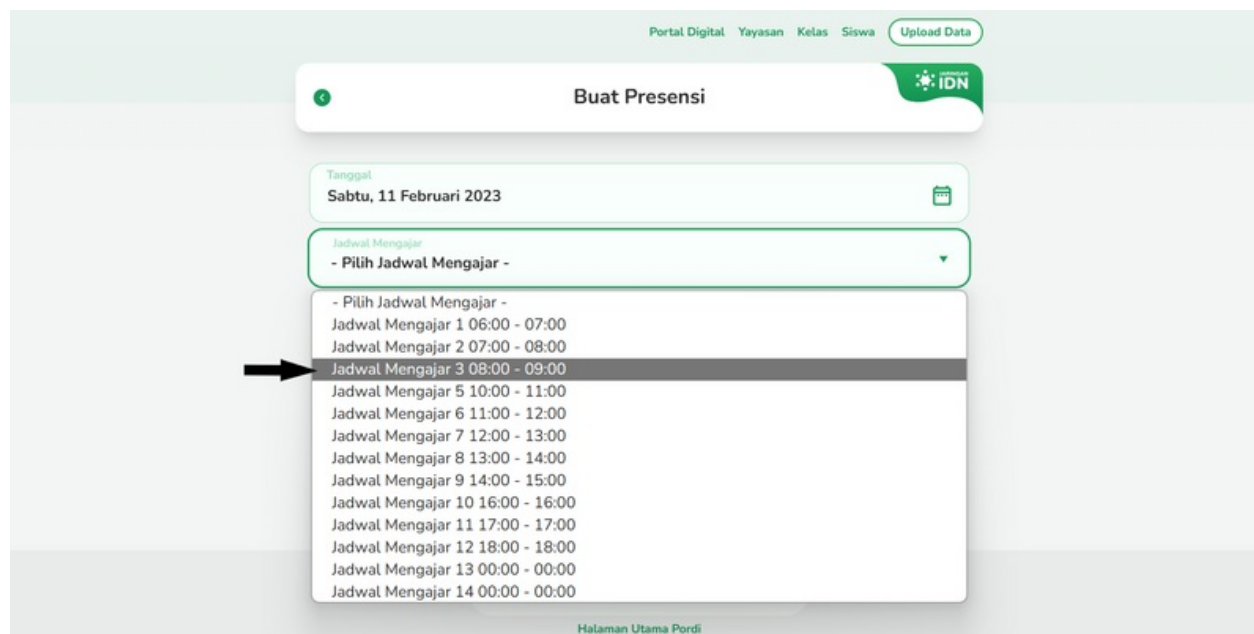 Portal Digital Yayasan Kelas Siswa Upload Data
JARINGAN
IDN
Buat Presensi
Tanggal
Sabtu, 11 Februari 2023
Jadwal Mengajar
- Pilih Jadwal Mengajar -
- Pilih Jadwal Mengajar -
Jadwal Mengajar 1 06:00 - 07:00
Jadwal Mengajar 2 07:00 - 08:00
Jadwal Mengajar 3 08:00 - 09:00
Jadwal Mengajar 5 10:00 - 11:00
Jadwal Mengajar 6 11:00 - 12:00
Jadwal Mengajar 7 12:00 - 13:00
Jadwal Mengajar 8 13:00 - 14:00
Jadwal Mengajar 9 14:00 - 15:00
Jadwal Mengajar 10 16:00 - 16:00
Jadwal Mengajar 11 17:00 - 17:00
Jadwal Mengajar 12 18:00 - 18:00
Jadwal Mengajar 13 00:00 - 00:00
Jadwal Mengajar 14 00:00 - 00:00
Halaman Utama Pordi